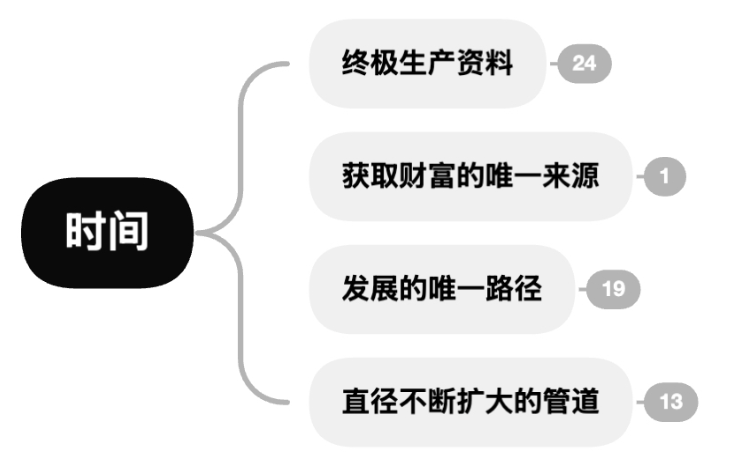 时间
终极生产资料
24
获取财富的唯一来源
1
发展的唯一路径
19
直径不断扩大的管道
13